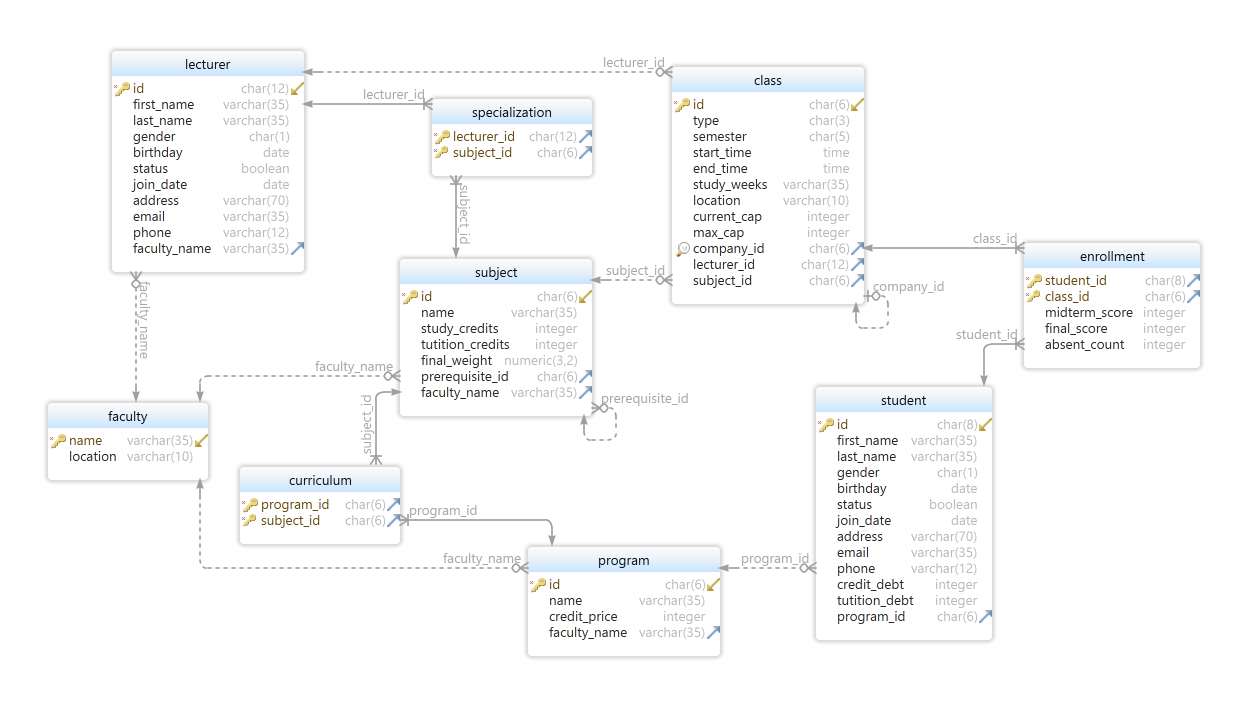 lecturer
id char(12)
first_name varchar(35)
last_name varchar(35)
gender char(1)
birthday date
status boolean
join_date date
address varchar(70)
email varchar(35)
phone varchar(12)
faculty_name varchar(35)
lecturer_id
lecturer_id
specialization
lecturer_id char(12)
subject_id char(6)
subject_id
class
id char(6)
type char(3)
semester char(5)
start_time time
end_time time
study_weeks varchar(35)
location varchar(10)
current_cap integer
max_cap integer
company_id char(6)
lecturer_id char(12)
subject_id char(6)
class_id
company_id
subject_id
enrollment
student_id char(8)
class_id char(6)
midterm_score integer
final_score integer
absent_count integer
student_id
subject
id char(6)
name varchar(35)
study_credits integer
tutition_credits integer
final_weight numeric(3,2)
prerequisite_id char(6)
faculty_name varchar(35)
prerequisite_id
faculty_name
faculty_name
subject_id
faculty
name varchar(35)
location varchar(10)
curriculum
program_id char(6)
subject_id char(6)
program_id
faculty_name
program
id char(6)
name varchar(35)
credit_price integer
faculty_name varchar(35)
program_id
student
id char(8)
first_name varchar(35)
last_name varchar(35)
gender char(1)
birthday date
status boolean
join_date date
address varchar(70)
email varchar(35)
phone varchar(12)
credit_debt integer
tutition_debt integer
program_id char(6)